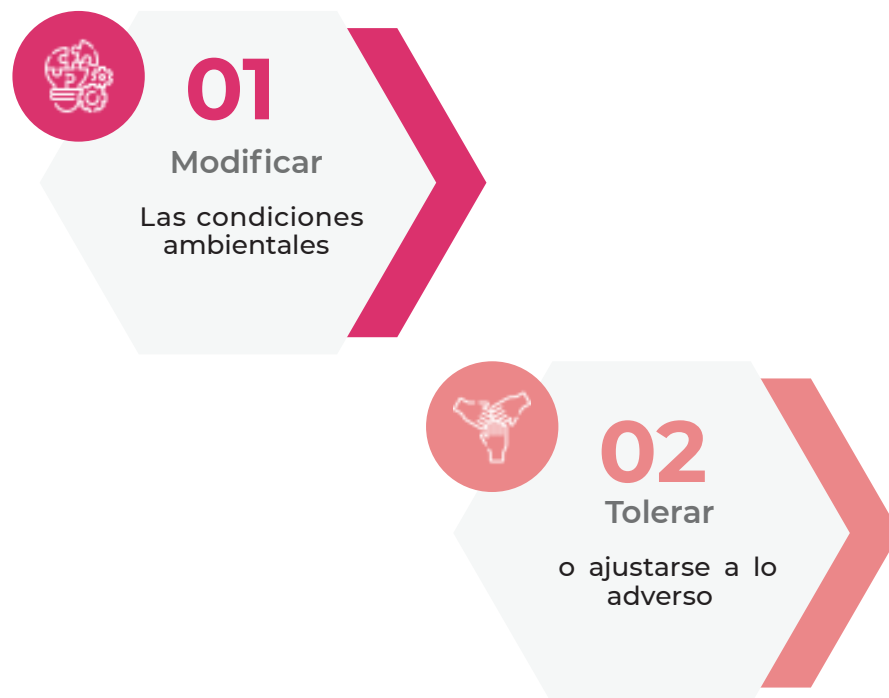 01
Modificar
Las condiciones
ambientales
02
Tolerar
o ajustarse a lo
adverso